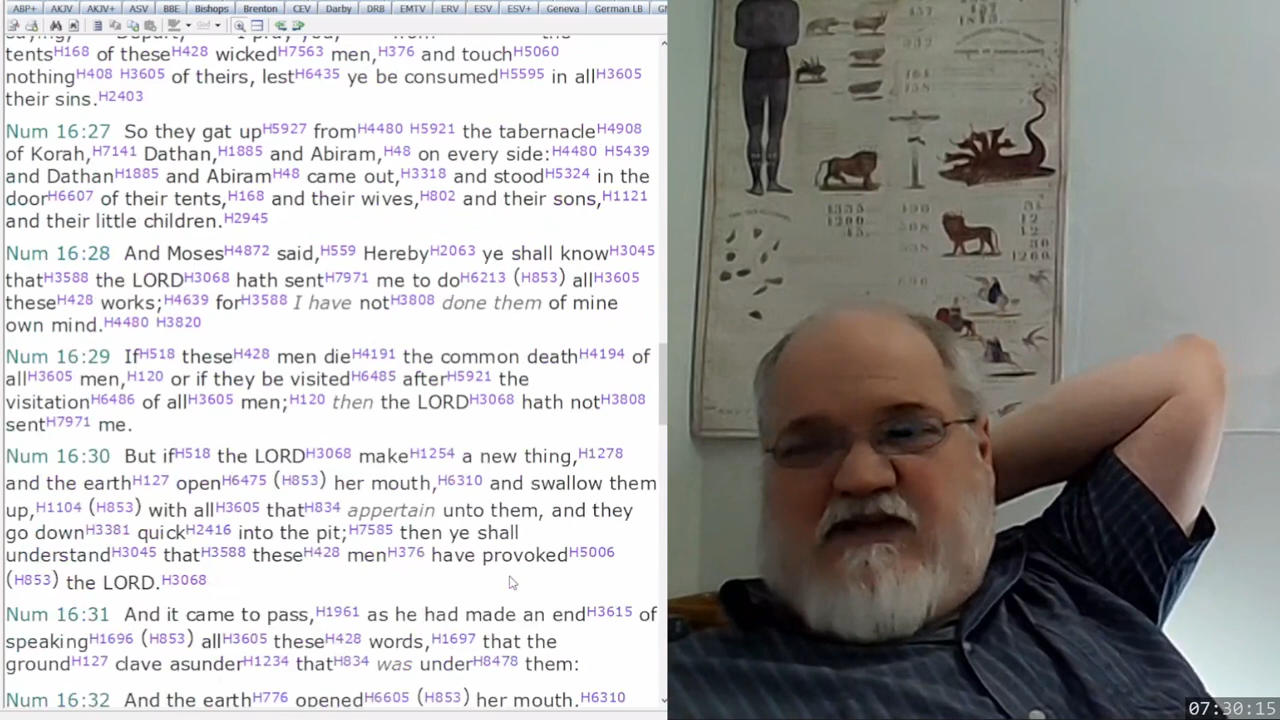 ABP+ AKJV AKJV+ ASV BBE Bishops Brenton CEV Darby DRB EMTV ERV ESV ESV+ Geneva German LB
tentsH168 of theseH428 wickedH7563 men,H376 and touchH5060
nothingH408 H3605 of theirs, lestH6435 ye be consumedH5595 in allH3605
their sins.H2403
Num 16:27 So they gat upH5927 fromH4480 H5921 the tabernacleH4908
of Korah,H7141 Dathan,H1885 and Abiram,H48 on every side:H4480 H5439
and DathanH1885 and AbiramH48 came out,H3318 and stoodH5324 in the
doorH6607 of their tents,H168 and their wives,H802 and their sons,H1121
and their little children.H2945
Num 16:28 And MosesH4872 said,H559 HerebyH2063 ye shall knowH3045
thatH3588 the LORDH3068 hath sentH7971 me to doH6213 (H853) allH3605
theseH428 works;H4639 forH3588 I have notH3808 done them of mine
own mind.H4480 H3820
Num 16:29 IfH518 theseH428 men dieH4191 the common deathH4194 of
allH3605 men,H120 or if they be visitedH6485 afterH5921 the
visitationH6486 of allH3605 men;H120 then the LORDH3068 hath notH3808
sentH7971 me.
Num 16:30 But ifH518 the LORDH3068 makeH1254 a new thing,H1278
and the earthH127 openH6475 (H853) her mouth,H6310 and swallow them
up,H1104 (H853) with allH3605 thatH834 appertain unto them, and they
go downH3381 quickH2416 into the pit;H7585 then ye shall
understandH3045 thatH3588 theseH428 menH376 have provokedH5006
(H853) the LORD.H3068
Num 16:31 And it came to pass,H1961 as he had made an endH3615 of
speakingH1696 (H853) allH3605 theseH428 words,H1697 that the
groundH127 clave asunderH1234 thatH834 was underH8478 them:
Num 16:32 And the earthH776 openedH6605 (H853) her mouth.H6310
1335
1200
45
1260
07:30:15